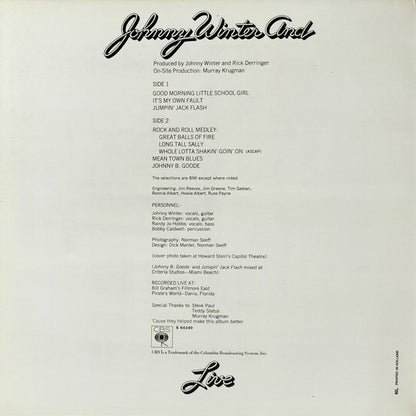 Johnny Winter And
Produced by Johnny Winter and Rick Derringer
On-Site Production: Murray Krugman
SIDE 1
GOOD MORNING LITTLE SCHOOL GIRL
IT'S MY OWN FAULT
JUMPIN' JACK FLASH
SIDE 2
ROCK AND ROLL MEDLEY:
GREAT BALLS OF FIRE
LONG TALL SALLY
WHOLE LOTTA SHAKIN' GOIN' ON (ASCAP)
MEAN TOWN BLUES
JOHNNY B. GOODE
The selections are BMI except where noted.
Engineering: Jim Reeves, Jim Greene, Tim Geelan,
Ronnie Albert, Howie Albert, Russ Payne
PERSONNEL:
Johnny Winter: vocals, guitar
Rick Derringer: vocals, guitar
Randy Jo Hobbs: vocals, bass
Bobby Caldwell: percussion
Photography: Norman Seeff
Design: Dick Mantel, Norman Seeff
(cover photo taken at Howard Stein's Capitol Theatre)
(Johnny B. Goode and Jumpin' Jack Flash mixed at
Criteria Studios—Miami Beach)
RECORDED LIVE AT:
Bill Graham's Fillmore East
Pirate's World—Dania, Florida
Special Thanks to: Steve Paul
Teddy Slatus
Murray Krugman
'Cause they helped make this album better
CBS
S 64289
CBS Is a Trademark of the Columbia Broadcasting System, Inc.
Live
NL PRINTED IN HOLLAND